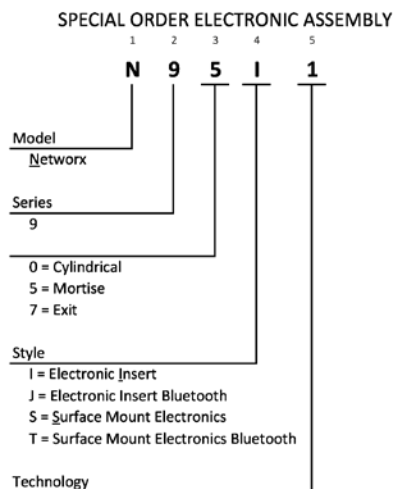 SPECIAL ORDER ELECTRONIC ASSEMBLY
1 2 3 4 5
N 9 5 I 1
Model
Networx
Series
9
0 = Cylindrical
5 = Mortise
7 = Exit
Style
I = Electronic Insert
J = Electronic Insert Bluetooth
S = Surface Mount Electronics
T = Surface Mount Electronics Bluetooth
Technology